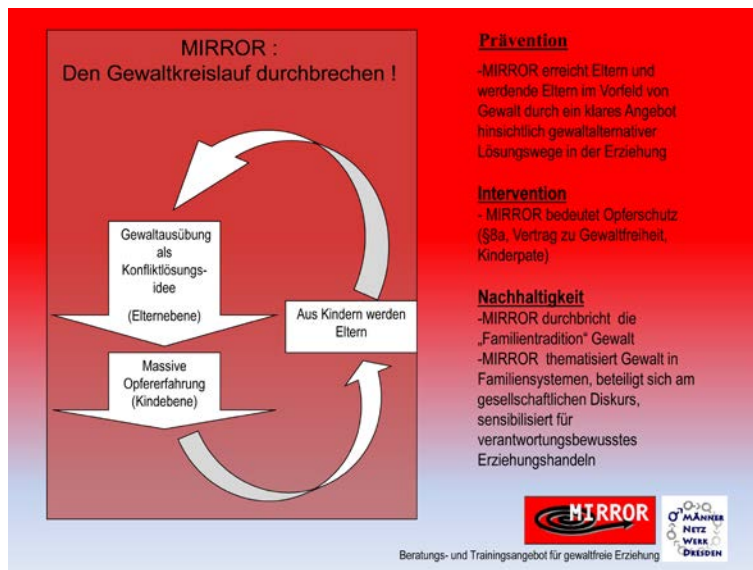 MIRROR :
Den Gewaltkreislauf durchbrechen !
Gewaltausübung
als
Konfliktlösungs-
idee
(Elternebene)
Massive
Opfererfahrung
(Kindebene)
Aus Kindern werden
Eltern
Prävention
-MIRROR erreicht Eltern und
werdende Eltern im Vorfeld von
Gewalt durch ein klares Angebot
hinsichtlich gewaltalternativer
Lösungswege in der Erziehung
Intervention
- MIRROR bedeutet Opferschutz
(§8a, Vertrag zu Gewaltfreiheit,
Kinderpate)
Nachhaltigkeit
-MIRROR durchbricht die
„Familientradition“ Gewalt
-MIRROR thematisiert Gewalt in
Familiensystemen, beteiligt sich am
gesellschaftlichen Diskurs,
sensibilisiert für
verantwortungsbewusstes
Erziehungshandeln
MIRROR
MÄNNER
NETZ
WERK
DRESDEN
Beratungs- und Trainingsangebot für gewaltfreie Erziehung